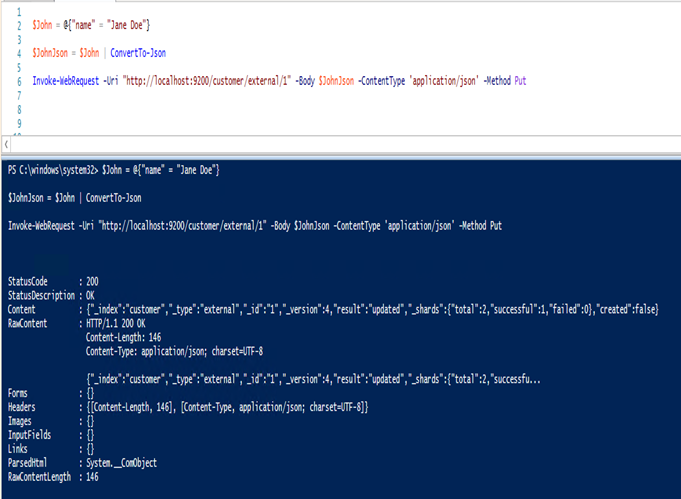 1
2 $John = @{"name" = "Jane Doe"}
3
4 $JohnJson = $John | ConvertTo-Json
5
6 Invoke-WebRequest -Uri "http://localhost:9200/customer/external/1" -Body $JohnJson -ContentType 'application/json' -Method Put
7
8
9
PS C:\windows\system32> $John = @{"name" = "Jane Doe"}
$JohnJson = $John | ConvertTo-Json
Invoke-WebRequest -Uri "http://localhost:9200/customer/external/1" -Body $JohnJson -ContentType 'application/json' -Method Put
StatusCode : 200
StatusDescription : OK
Content : {"_index":"customer","_type":"external","_id":"1","_version":4,"result":"updated","_shards":{"total":2,"successful":1,"failed":0},"created":false}
RawContent : HTTP/1.1 200 OK
Content-Length: 146
Content-Type: application/json; charset=UTF-8
{"_index":"customer","_type":"external","_id":"1","_version":4,"result":"updated","_shards":{"total":2,"successfu...
Forms : {}
Headers : {[Content-Length, 146], [Content-Type, application/json; charset=UTF-8]}
Images : {}
InputFields : {}
Links : {}
ParsedHtml : System.__ComObject
RawContentLength : 146